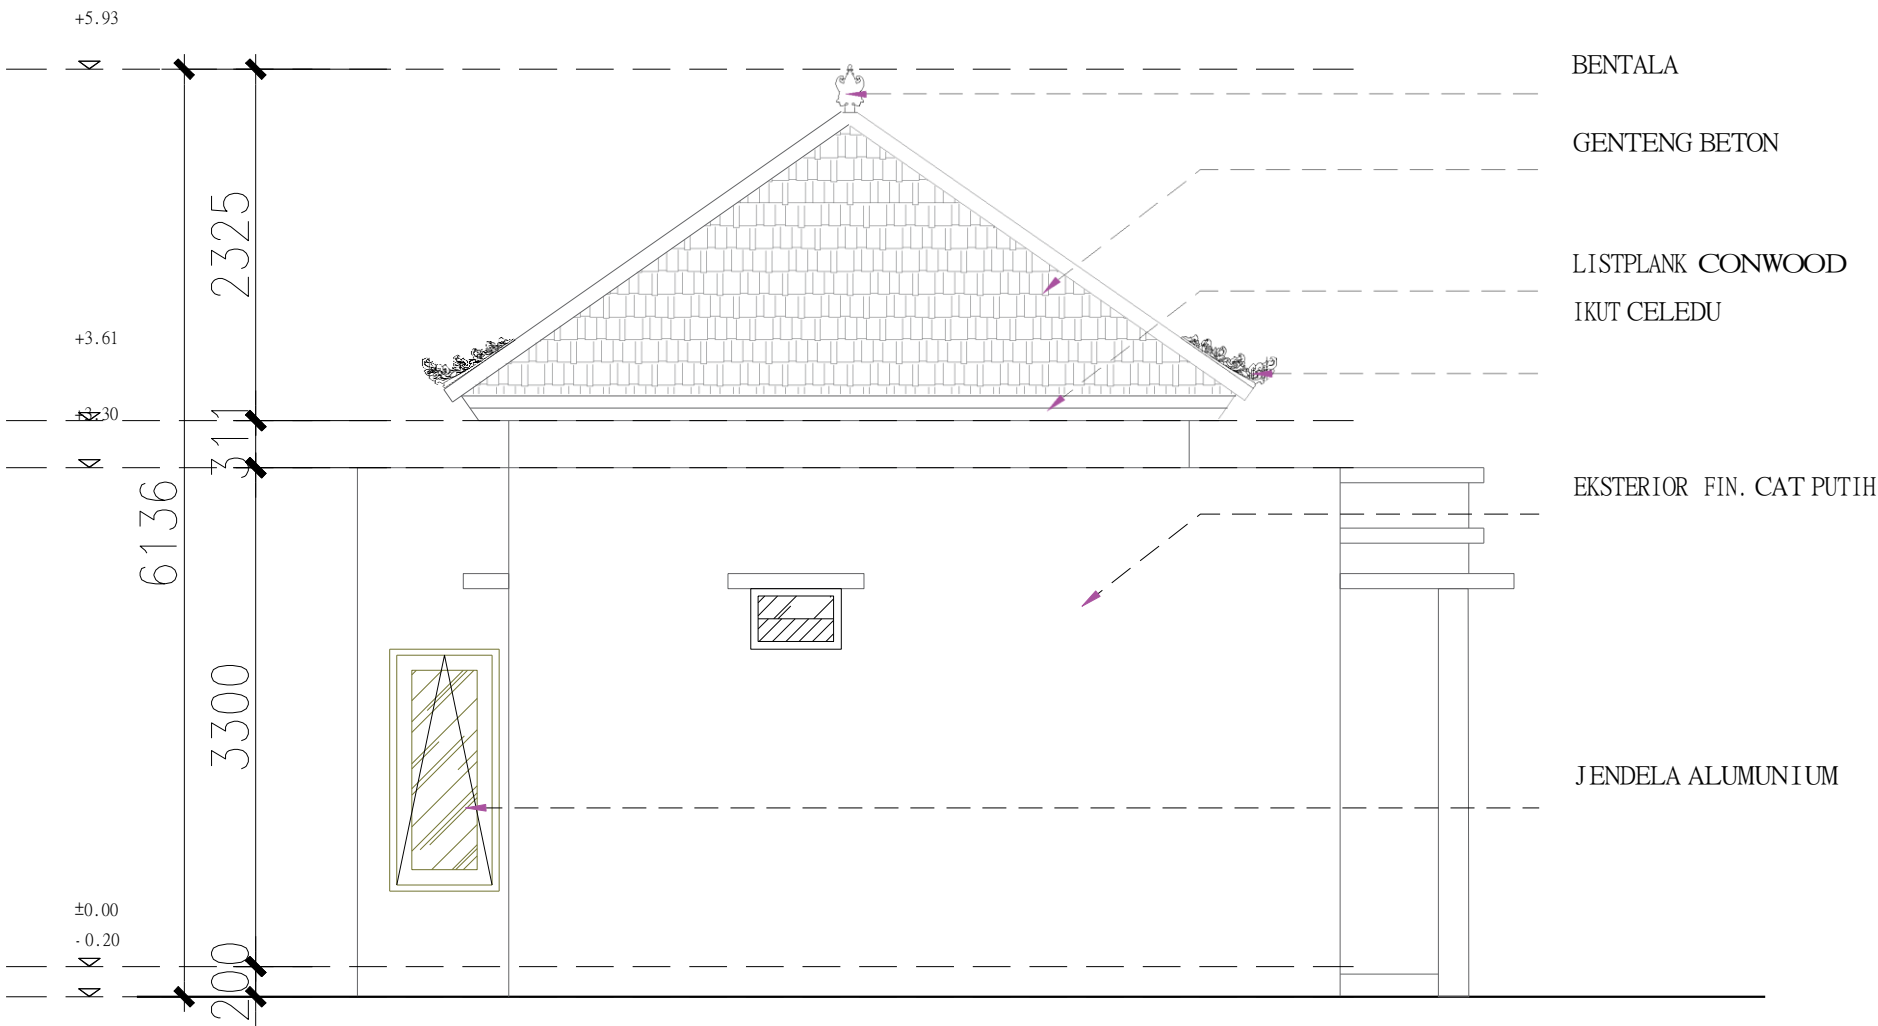 +5.93
BENTALA
GENTENG BETON
2325
LISTPLANK CONWOOD
IKUT CELEDU
+3.61
+3.30
311
EKSTERIOR FIN. CAT PUTIH
6136
3300
JENDELA ALUMUNIUM
±0.00
-0.20
200